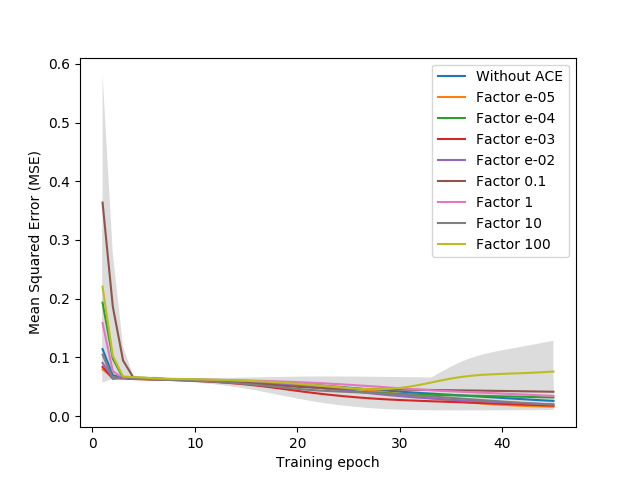 0.6
0.5
0.4
0.3
0.2
0.1
0.0
Mean Squared Error (MSE)
0
10
20
30
40
Training epoch
Without ACE
Factor e-05
Factor e-04
Factor e-03
Factor e-02
Factor 0.1
Factor 1
Factor 10
Factor 100